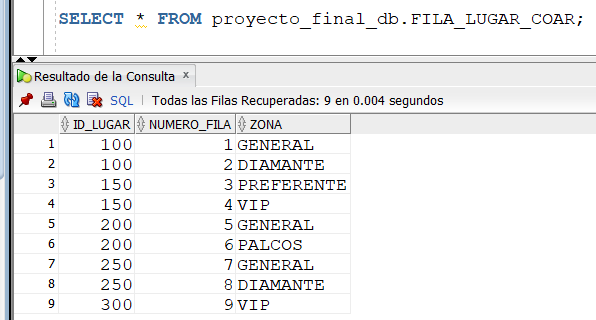 SELECT * FROM proyecto_final_db.FILA_LUGAR_COAR;
Resultado de la Consulta x
SQL | Todas las Filas Recuperadas: 9 en 0.004 segundos
ID_LUGAR NUMERO_FILA ZONA
1 100 1 GENERAL
2 100 2 DIAMANTE
3 150 3 PREFERENTE
4 150 4 VIP
5 200 5 GENERAL
6 200 6 PALCOS
7 250 7 GENERAL
8 250 8 DIAMANTE
9 300 9 VIP